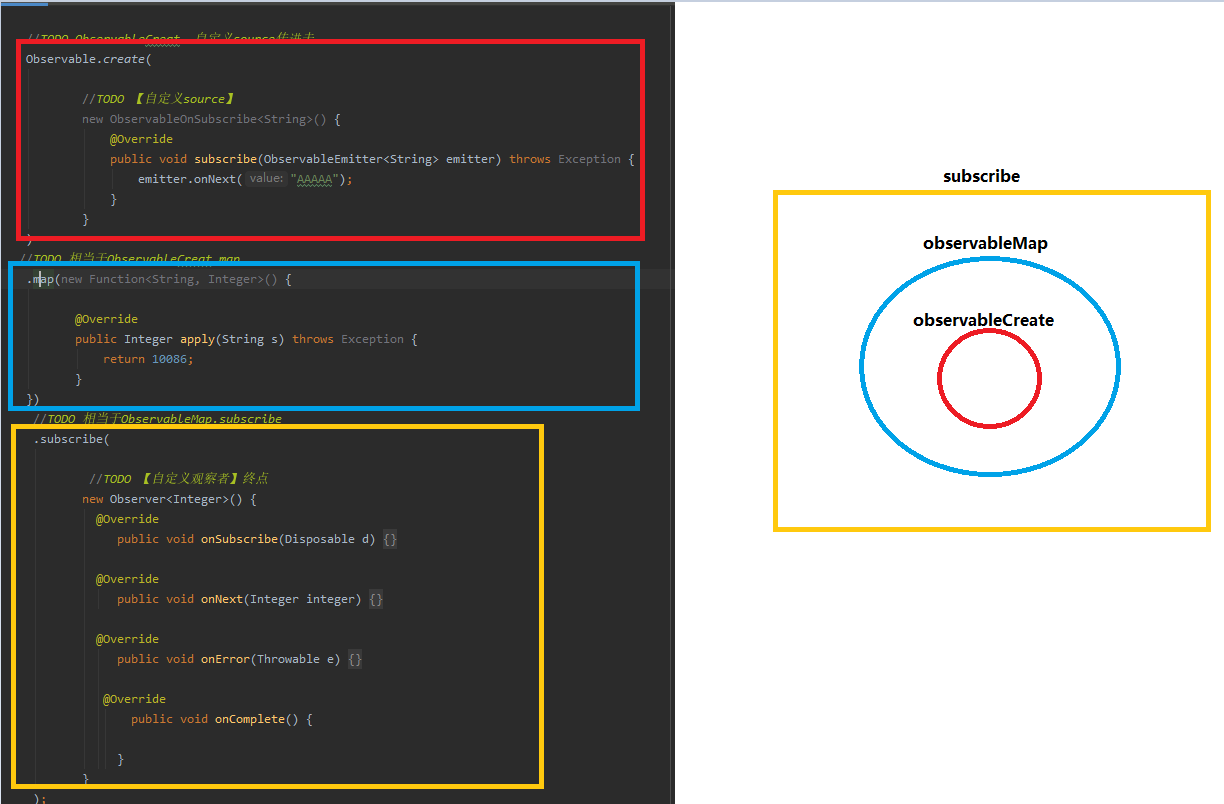 //TODO ObservableCreat 自定义source传进去
Observable.create(
//TODO 【自定义source】
new ObservableOnSubscribe<String>() {
@Override
public void subscribe(ObservableEmitter<String> emitter) throws Exception {
emitter.onNext( value: "AAAAA");
}
}
)
//TODO 相当于ObservableCreat.map
.map(new Function<String, Integer>() {
@Override
public Integer apply(String s) throws Exception {
return 10086;
}
})
//TODO 相当于ObservableMap.subscribe
.subscribe(
//TODO 【自定义观察者】终点
new Observer<Integer>() {
@Override
public void onSubscribe(Disposable d) {}
@Override
public void onNext(Integer integer) {}
@Override
public void onError(Throwable e) {}
@Override
public void onComplete() {
}
}
);
subscribe
observableMap
observableCreate